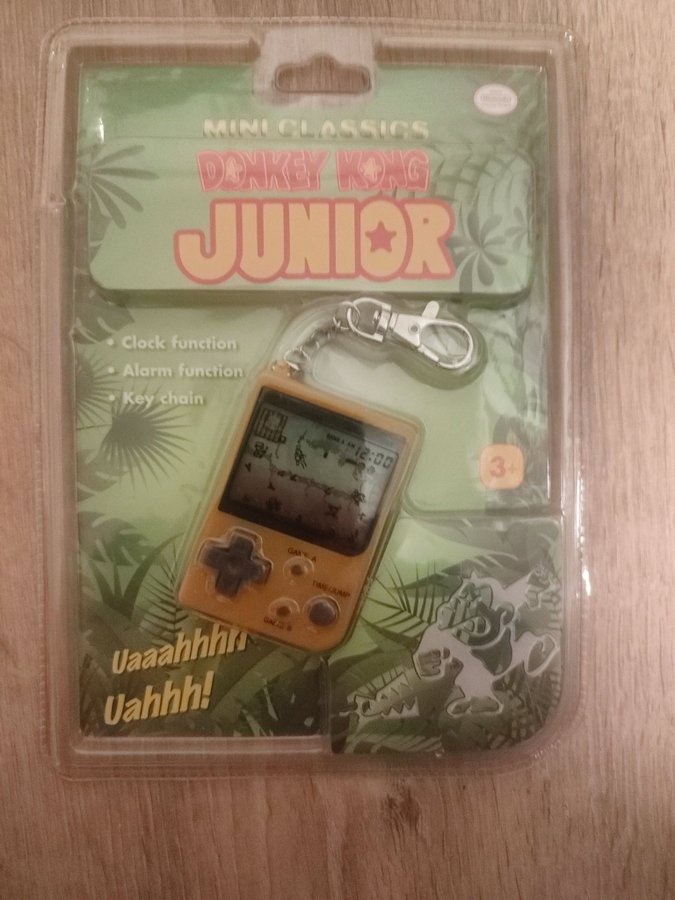 MINI CLASSICS
DONKEY KONG
JUNIOR
• Clock function
• Alarm function
• Key chain
12:00
3+
GAME A
TIME/JUMP
GAME B
Uaaahhhh
Uahhh!